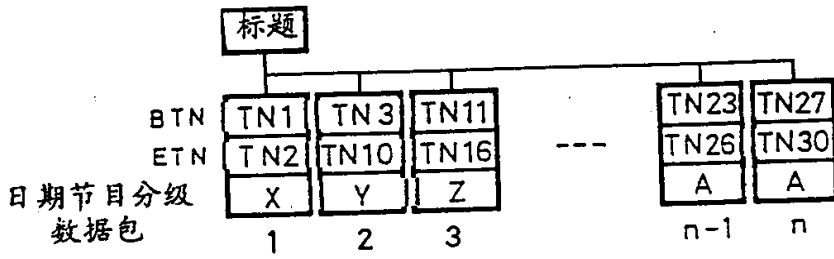 标题
BTN TN1 TN3 TN11 TN23 TN27
ETN TN2 TN10 TN16 --- TN26 TN30
日期节目分级 X Y Z A A
数据包
1 2 3 n-1 n